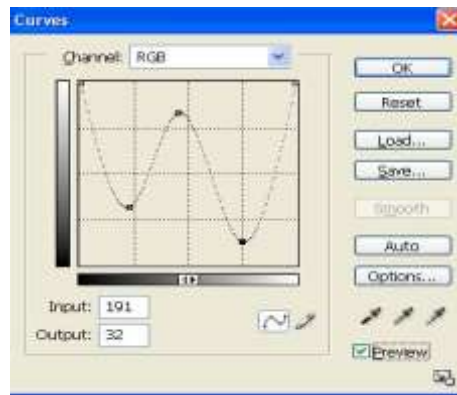 Curves
Channel: RGB
OK
Reset
Load...
Save...
Smooth
Auto
Options...
Input: 191
Output: 32
Preview